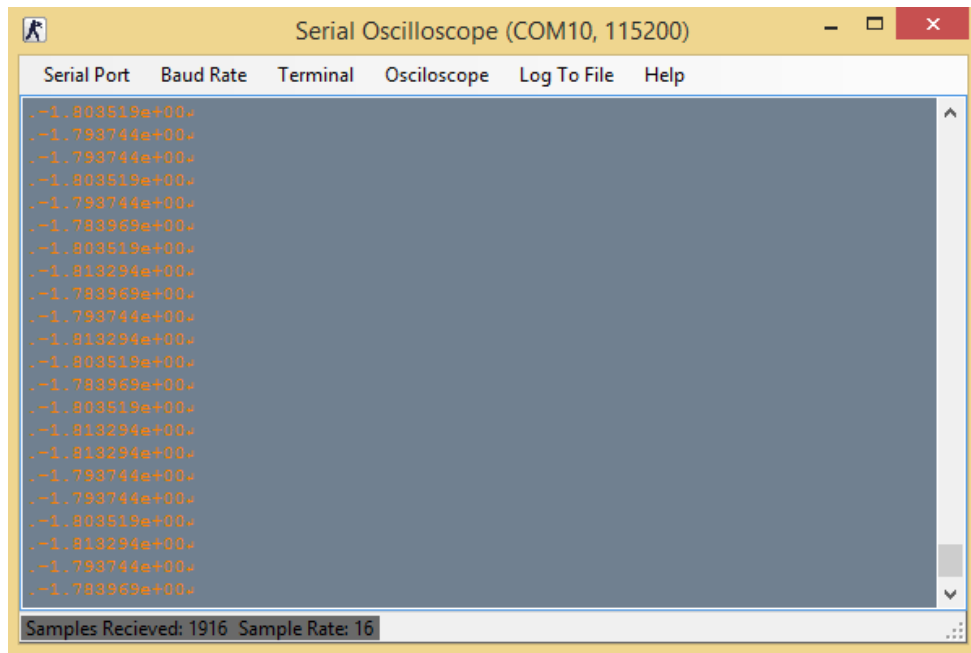 Serial Oscilloscope (COM10, 115200)
Serial Port Baud Rate Terminal Osciloscope Log To File Help
.-1.803519e+00↲
.-1.793744e+00↲
.-1.793744e+00↲
.-1.803519e+00↲
.-1.793744e+00↲
.-1.783969e+00↲
.-1.803519e+00↲
.-1.813294e+00↲
.-1.783969e+00↲
.-1.793744e+00↲
.-1.813294e+00↲
.-1.803519e+00↲
.-1.783969e+00↲
.-1.803519e+00↲
.-1.813294e+00↲
.-1.813294e+00↲
.-1.793744e+00↲
.-1.793744e+00↲
.-1.803519e+00↲
.-1.813294e+00↲
.-1.793744e+00↲
.-1.783969e+00↲
Samples Recieved: 1916 Sample Rate: 16